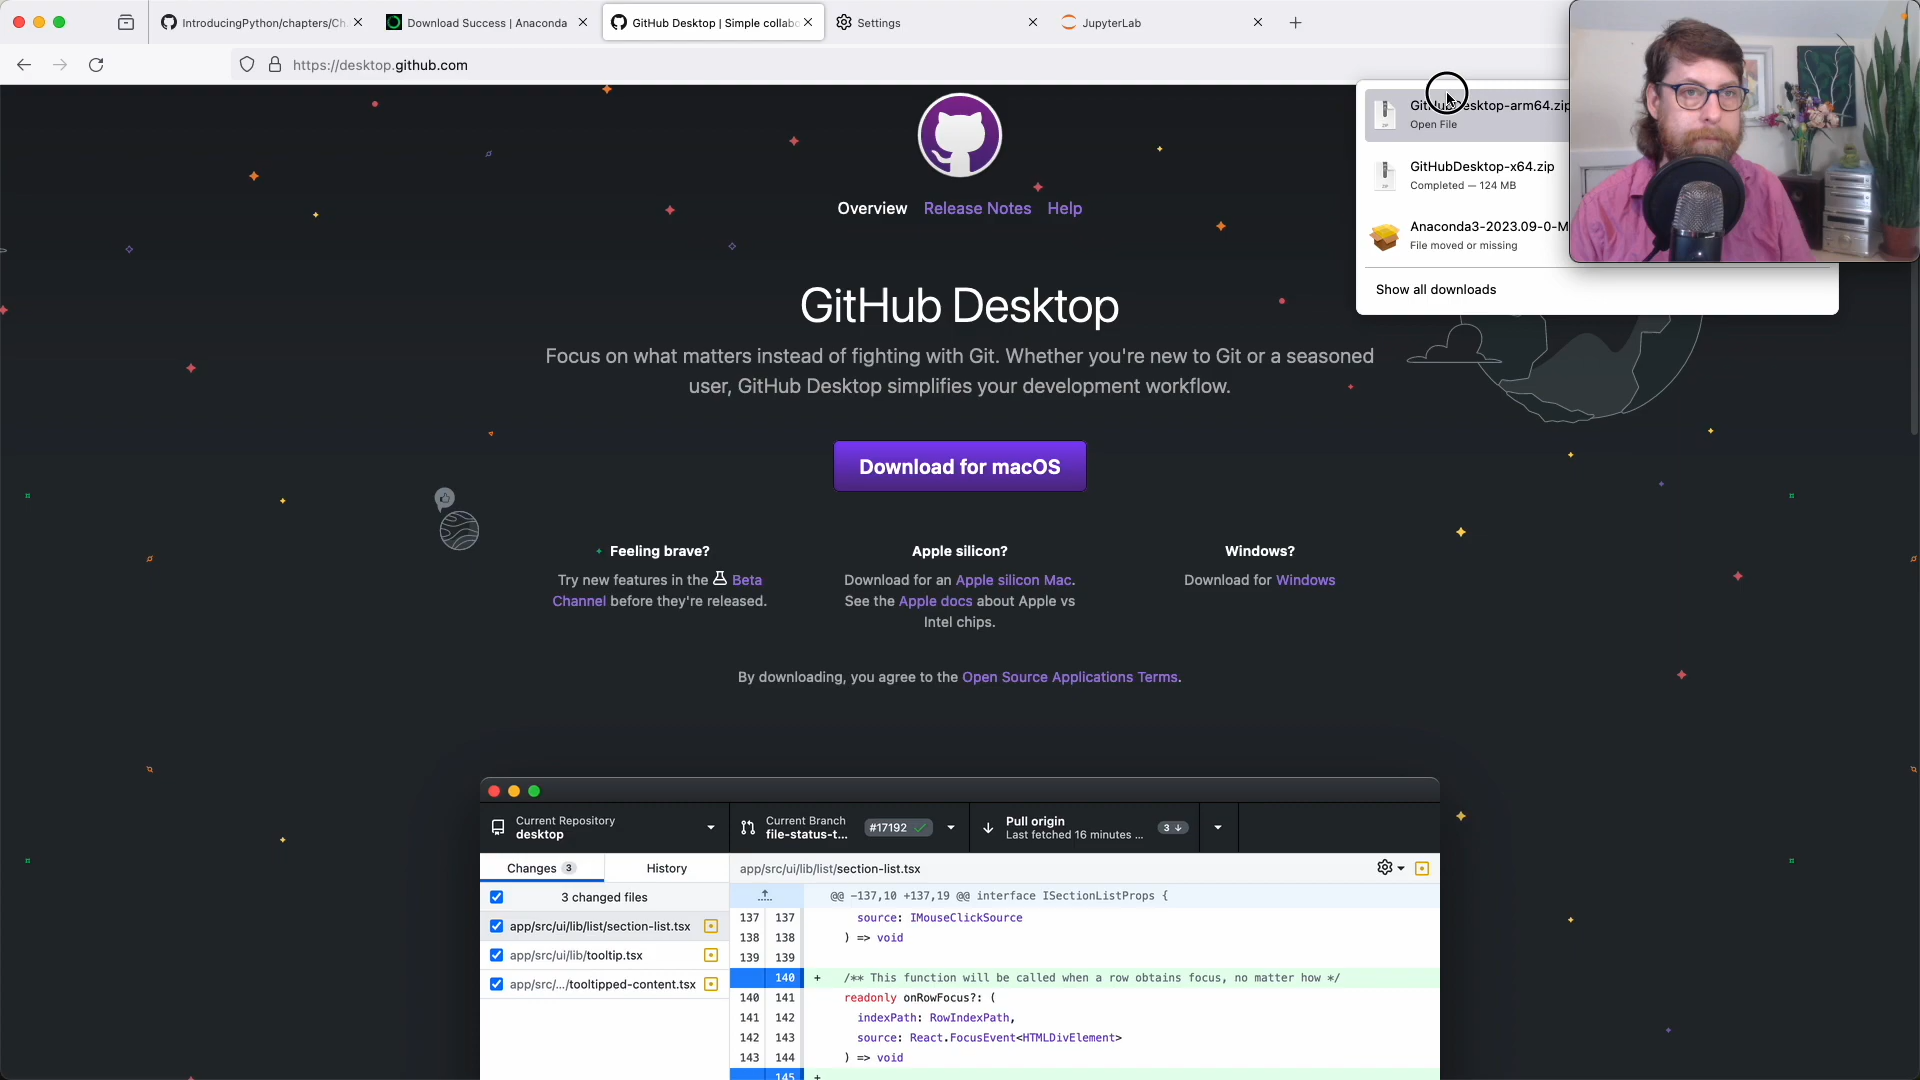 IntroducingPython/chapters/Ch
Download Success | Anaconda
GitHub Desktop | Simple collabo
Settings
JupyterLab
https://desktop.github.com
GitHubDesktop-arm64.zip
Open File
GitHubDesktop-x64.zip
Completed — 124 MB
Anaconda3-2023.09-0-M
File moved or missing
Show all downloads
Overview Release Notes Help
GitHub Desktop
Focus on what matters instead of fighting with Git. Whether you're new to Git or a seasoned
user, GitHub Desktop simplifies your development workflow.
Download for macOS
Feeling brave?
Try new features in the Beta
Channel before they're released.
Apple silicon?
Download for an Apple silicon Mac.
See the Apple docs about Apple vs
Intel chips.
Windows?
Download for Windows
By downloading, you agree to the Open Source Applications Terms.
Current Repository
desktop
Current Branch
file-status-t... #17192
Pull origin
Last fetched 16 minutes ... 3
Changes 3 History
app/src/ui/lib/list/section-list.tsx
3 changed files
app/src/ui/lib/list/section-list.tsx
app/src/ui/lib/tooltip.tsx
app/src/.../tooltipped-content.tsx
@@ -137,10 +137,19 @@ interface ISectionListProps {
137 137 source: IMouseClickSource
138 138 ) => void
139 139
140 + /** This function will be called when a row obtains focus, no matter how */
140 141 readonly onRowFocus?: (
141 142 indexPath: RowIndexPath,
142 143 source: React.FocusEvent<HTMLDivElement>
143 144 ) => void
145 +